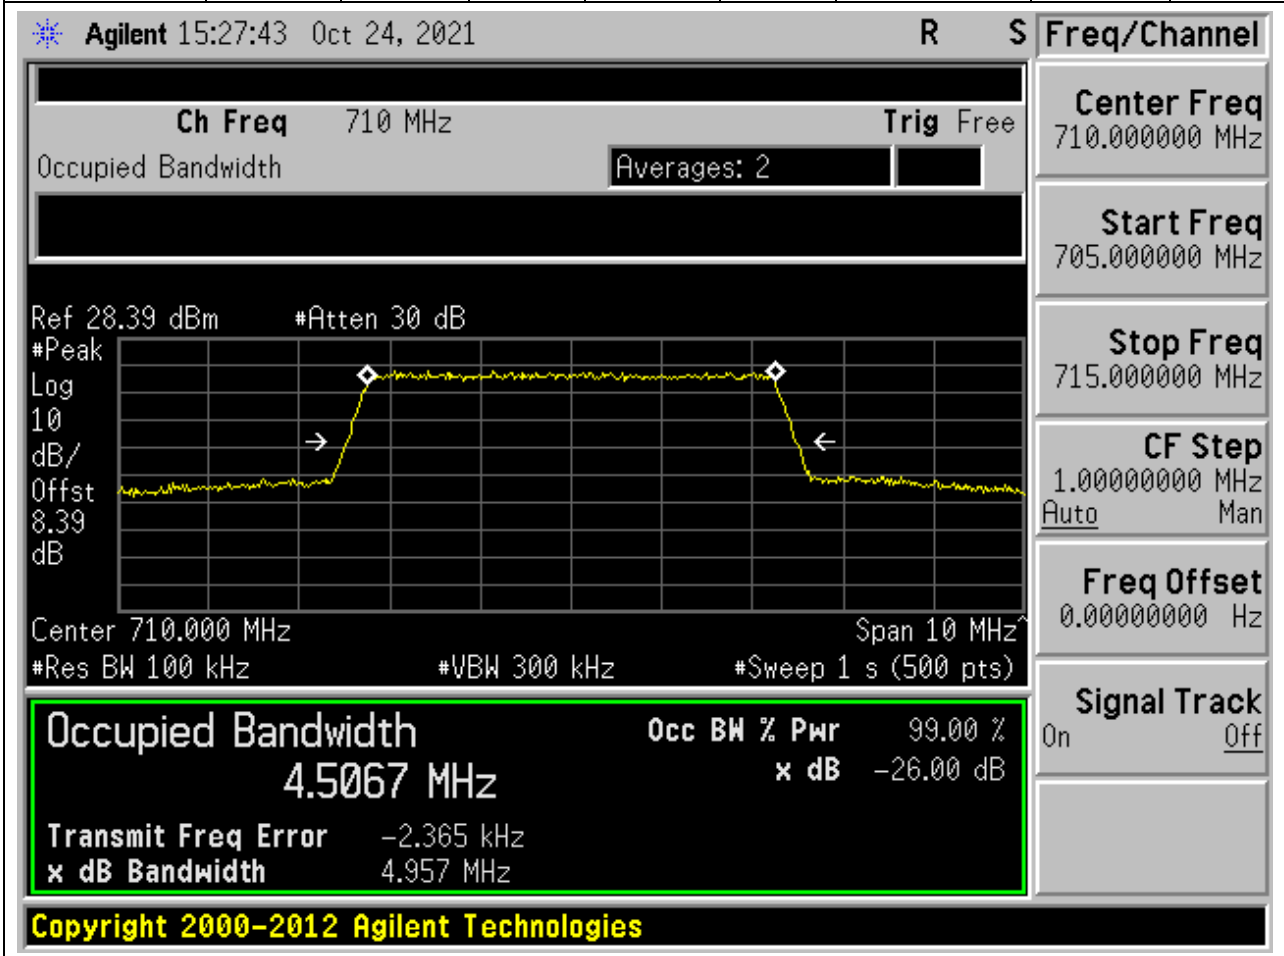 Agilent 15:27:43 Oct 24, 2021 R S
Freq/Channel
Ch Freq 710 MHz Trig Free
Occupied Bandwidth Averages: 2
Ref 28.39 dBm #Atten 30 dB
#Peak
Log
10
dB/
Offst
8.39
dB
Center 710.000 MHz Span 10 MHz^
#Res BW 100 kHz #VBW 300 kHz #Sweep 1 s (500 pts)
Occupied Bandwidth Occ BW % Pwr 99.00 %
4.5067 MHz x dB -26.00 dB
Transmit Freq Error -2.365 kHz
x dB Bandwidth 4.957 MHz
Copyright 2000-2012 Agilent Technologies
Center Freq
710.000000 MHz
Start Freq
705.000000 MHz
Stop Freq
715.000000 MHz
CF Step
1.00000000 MHz
Auto Man
Freq Offset
0.00000000 Hz
Signal Track
On Off